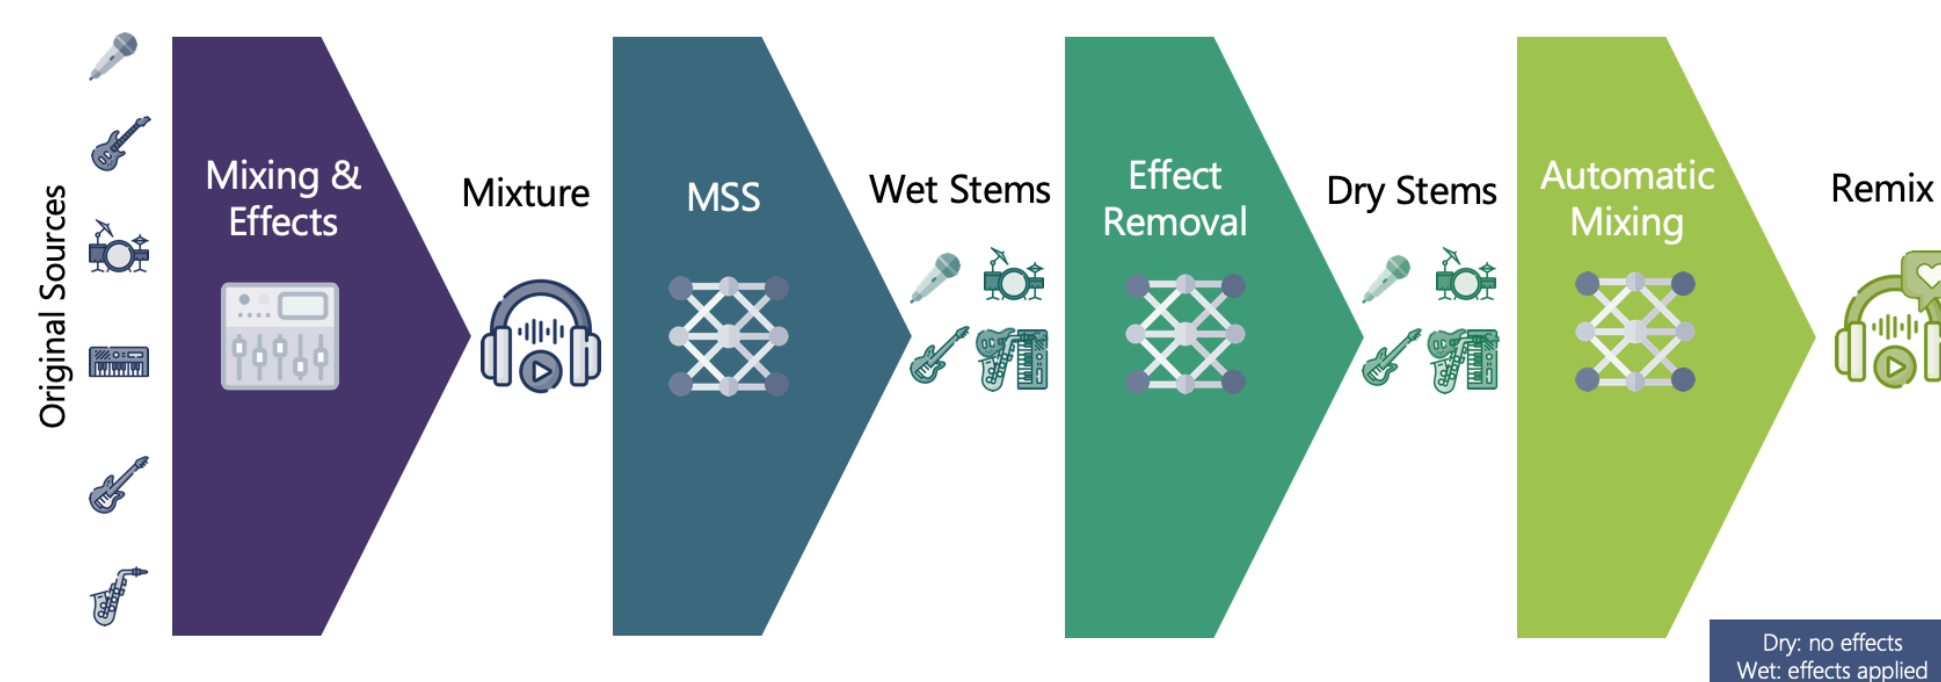 Original Sources
Mixing &
Effects
Mixture
MSS
Wet Stems
Effect
Removal
Dry Stems
Automatic
Mixing
Remix
Dry: no effects
Wet: effects applied